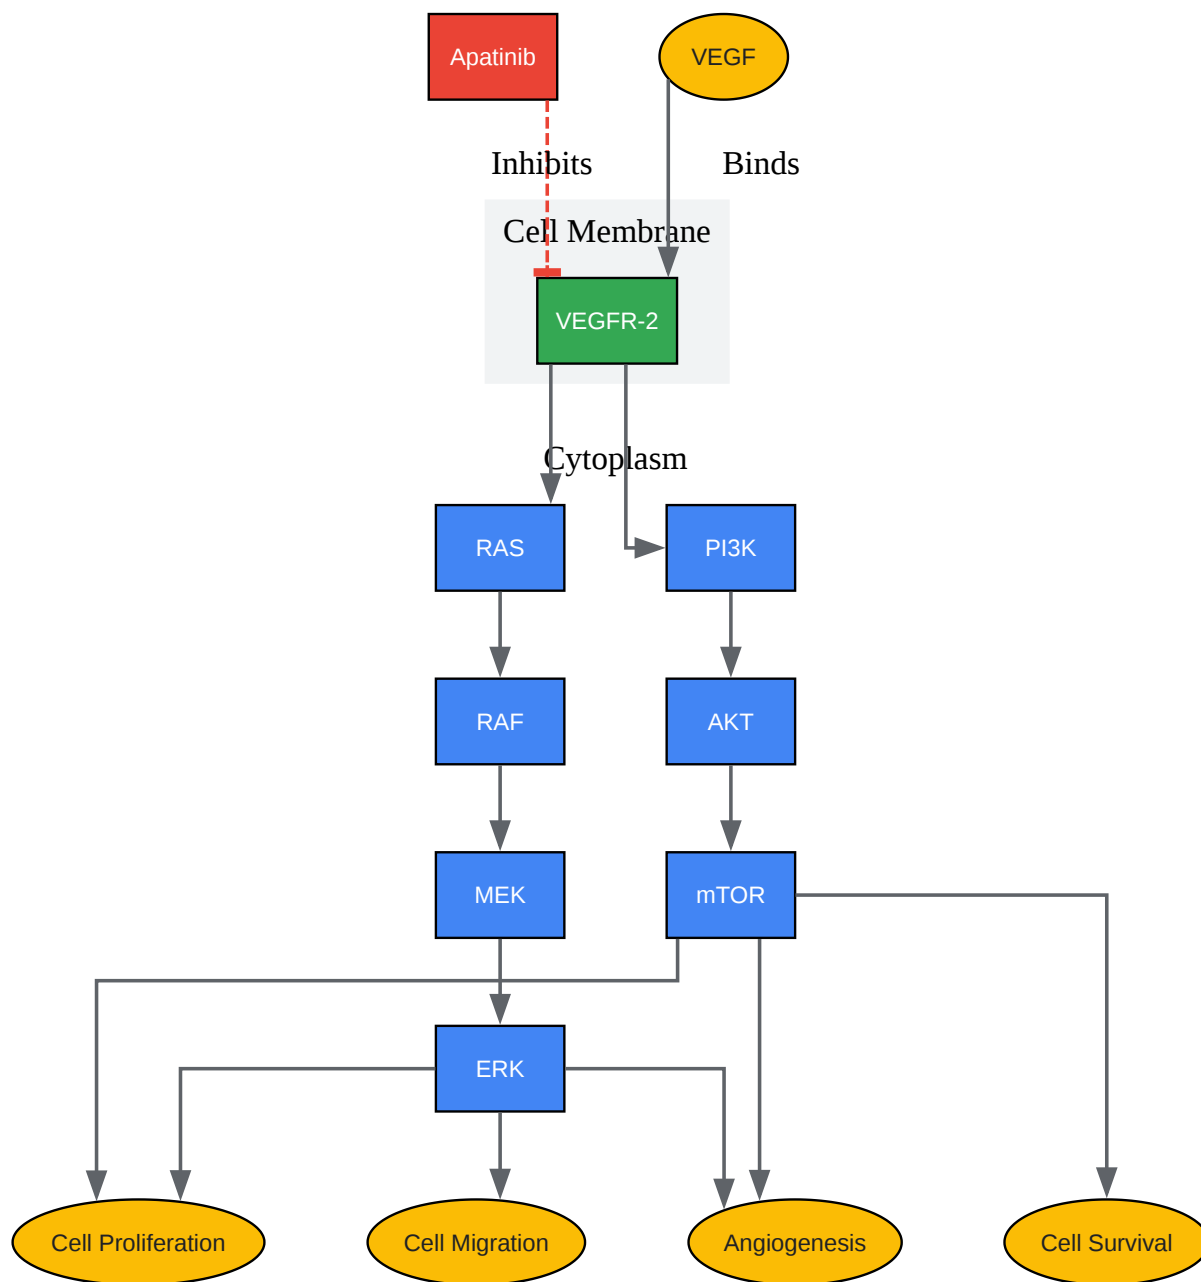 Apatinib
VEGF
Inhibits
Binds
Cell Membrane
VEGFR-2
Cytoplasm
RAS
PI3K
RAF
AKT
MEK
mTOR
ERK
Cell Proliferation
Cell Migration
Angiogenesis
Cell Survival